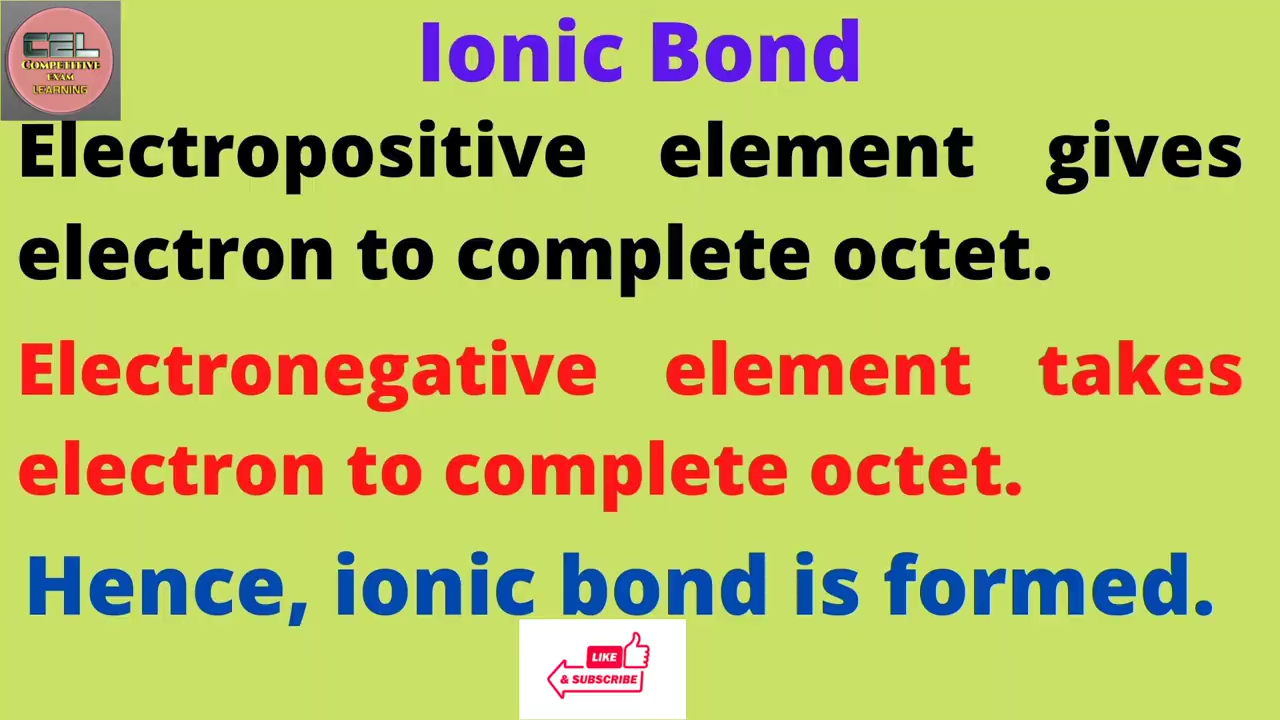 CEL
COMPETITIVE
EXAM
LEARNING
Ionic Bond
Electropositive element gives
electron to complete octet.
Electronegative element takes
electron to complete octet.
Hence, ionic bond is formed.
LIKE
& SUBSCRIBE